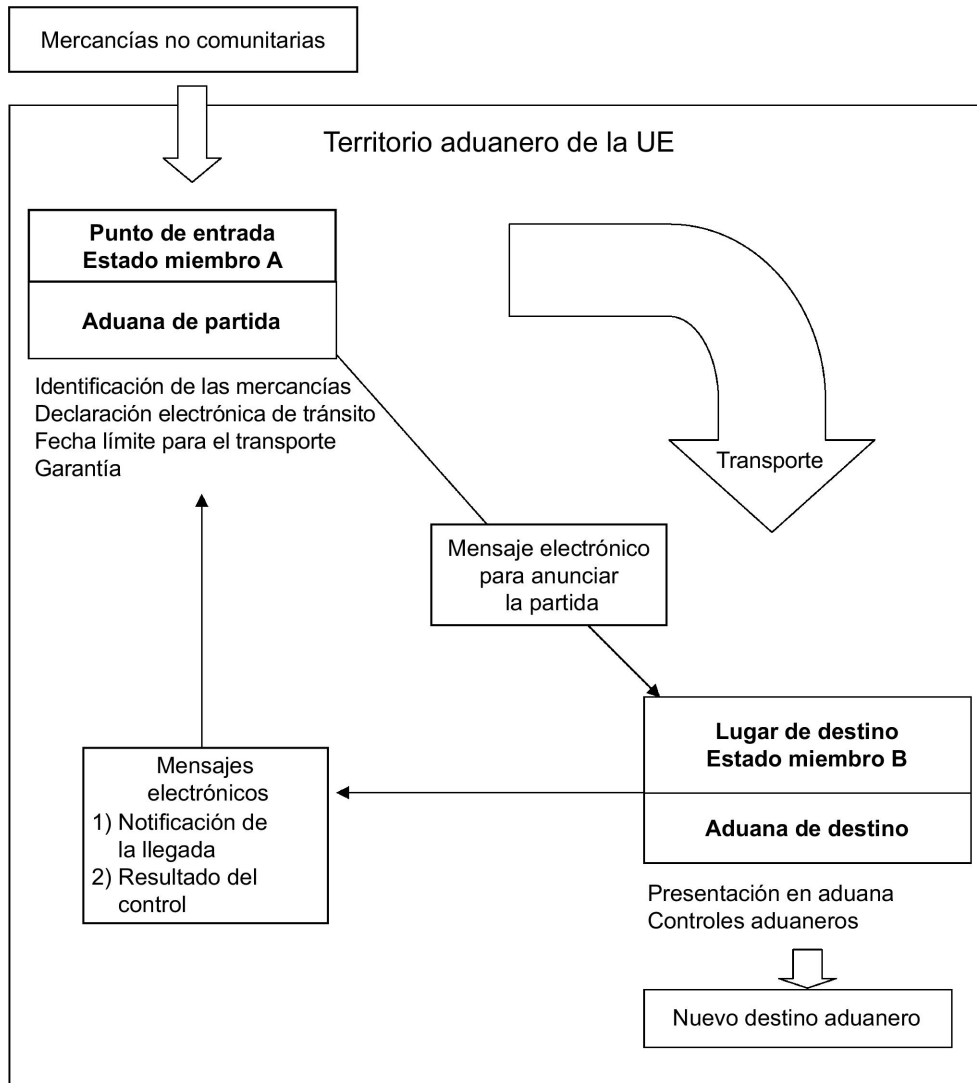 Mercancías no comunitarias
Territorio aduanero de la UE
Punto de entrada
Estado miembro A
Aduana de partida
Identificación de las mercancías
Declaración electrónica de tránsito
Fecha límite para el transporte
Garantía
Transporte
Mensaje electrónico
para anunciar
la partida
Lugar de destino
Estado miembro B
Aduana de destino
Mensajes
electrónicos
1) Notificación de
la llegada
2) Resultado del
control
Presentación en aduana
Controles aduaneros
Nuevo destino aduanero